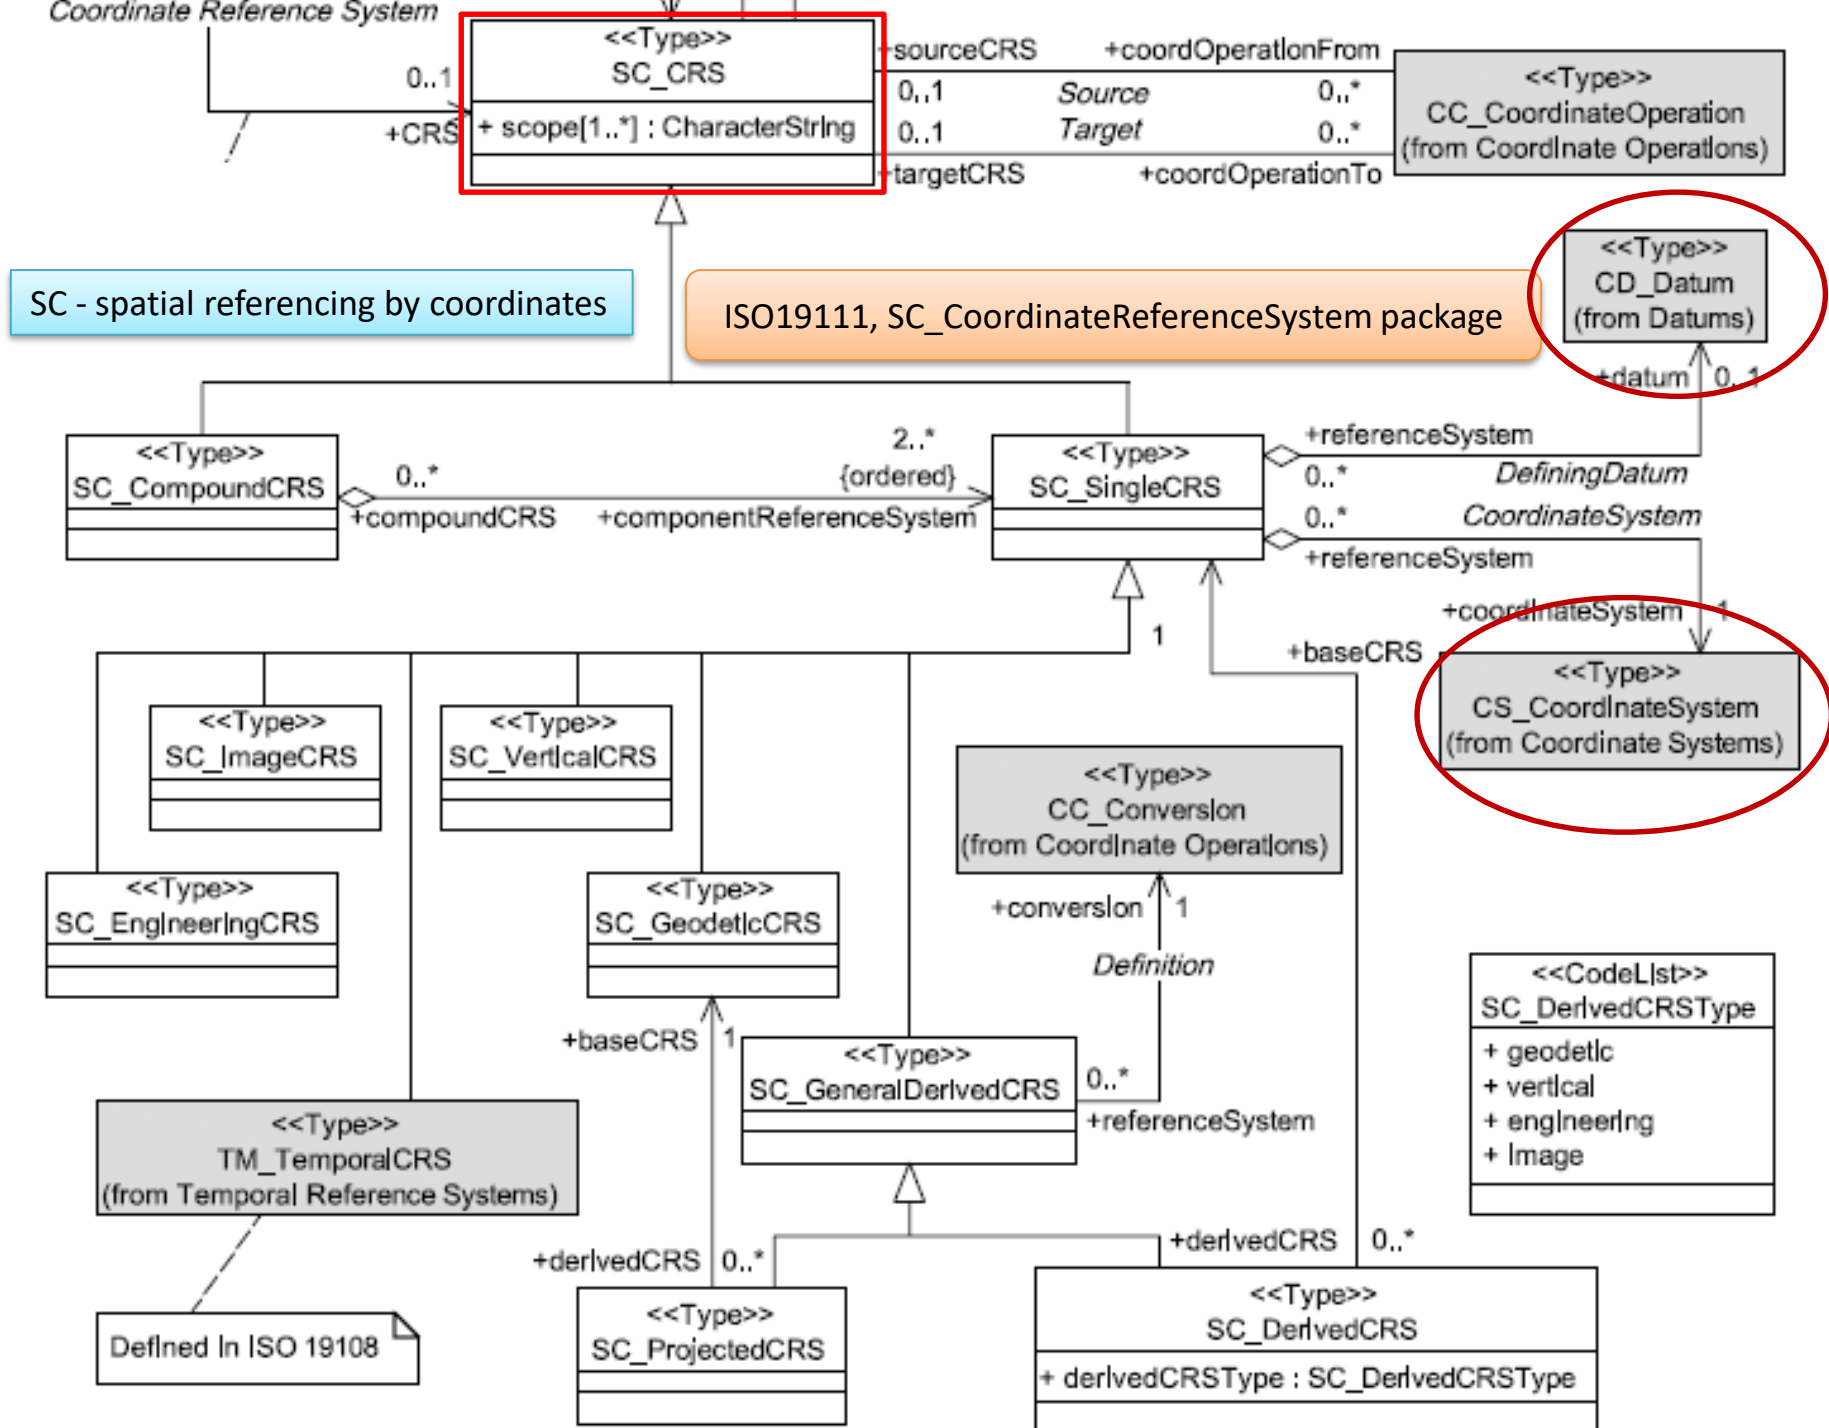 Coordinate Reference System
<<Type>>
SC_CRS
+ scope[1..*] : CharacterString
0..1
+CRS
+sourceCRS
+coordOperationFrom
0..1
Source
0..*
0..1
Target
0..*
+targetCRS
+coordOperationTo
<<Type>>
CC_CoordinateOperation
(from Coordinate Operations)
SC - spatial referencing by coordinates
ISO19111, SC_CoordinateReferenceSystem package
<<Type>>
CD_Datum
(from Datums)
+datum
0..1
<<Type>>
SC_CompoundCRS
0..*
+compoundCRS
2..*
{ordered}
+componentReferenceSystem
<<Type>>
SC_SingleCRS
+referenceSystem
0..*
DefiningDatum
0..*
CoordinateSystem
+referenceSystem
+coordinateSystem
1
1
+baseCRS
<<Type>>
CS_CoordinateSystem
(from Coordinate Systems)
<<Type>>
SC_ImageCRS
<<Type>>
SC_VerticalCRS
<<Type>>
CC_Conversion
(from Coordinate Operations)
<<Type>>
SC_EngineeringCRS
<<Type>>
SC_GeodeticCRS
+conversion
1
Definition
<<CodeList>>
SC_DerivedCRSType
+ geodetic
+ vertical
+ engineering
+ image
+baseCRS
1
<<Type>>
SC_GeneralDerivedCRS
0..*
+referenceSystem
<<Type>>
TM_TemporalCRS
(from Temporal Reference Systems)
+derivedCRS
0..*
+derivedCRS
0..*
Defined in ISO 19108
<<Type>>
SC_ProjectedCRS
<<Type>>
SC_DerivedCRS
+ derivedCRSType : SC_DerivedCRSType